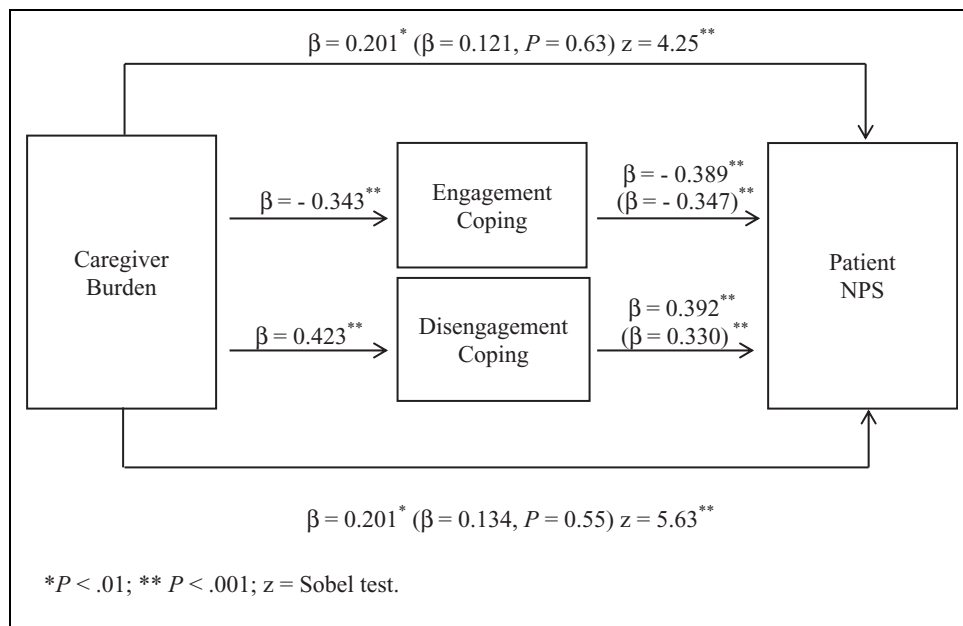 β = 0.201* (β = 0.121, P = 0.63) z = 4.25**
Caregiver
Burden
β = - 0.343**
Engagement
Coping
β = - 0.389**
(β = - 0.347)**
β = 0.423**
Disengagement
Coping
β = 0.392**
(β = 0.330) **
Patient
NPS
β = 0.201* (β = 0.134, P = 0.55) z = 5.63**
*P < .01; ** P < .001; z = Sobel test.